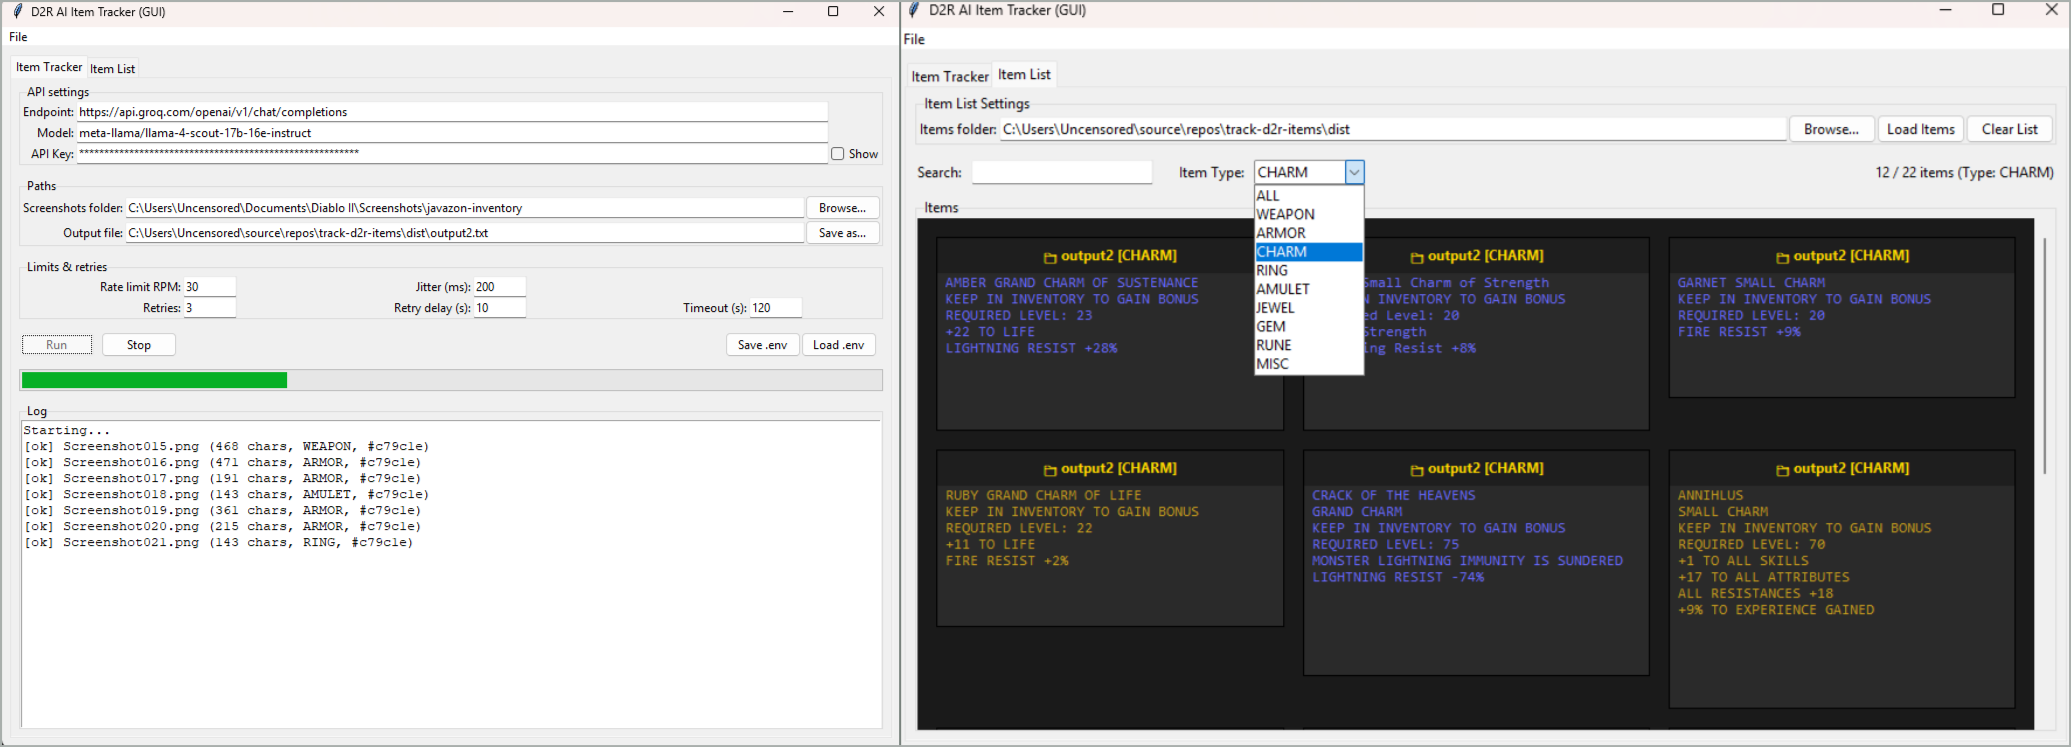 D2R AI Item Tracker (GUI)
File
Item Tracker Item List
API settings
Endpoint: https://api.groq.com/openai/v1/chat/completions
Model: meta-llama/llama-4-scout-17b-16e-instruct
API Key: ******************************************************** Show
Paths
Screenshots folder: C:\Users\Uncensored\Documents\Diablo II\Screenshots\javazon-inventory Browse...
Output file: C:\Users\Uncensored\source\repos\track-d2r-items\dist\output2.txt Save as...
Limits & retries
Rate limit RPM: 30 Jitter (ms): 200
Retries: 3 Retry delay (s): 10 Timeout (s): 120
Run Stop Save .env Load .env
Log
Starting...
[ok] Screenshot015.png (468 chars, WEAPON, #c79c1e)
[ok] Screenshot016.png (471 chars, ARMOR, #c79c1e)
[ok] Screenshot017.png (191 chars, ARMOR, #c79c1e)
[ok] Screenshot018.png (143 chars, AMULET, #c79c1e)
[ok] Screenshot019.png (361 chars, ARMOR, #c79c1e)
[ok] Screenshot020.png (215 chars, ARMOR, #c79c1e)
[ok] Screenshot021.png (143 chars, RING, #c79c1e)
D2R AI Item Tracker (GUI)
File
Item Tracker Item List
Item List Settings
Items folder: C:\Users\Uncensored\source\repos\track-d2r-items\dist Browse... Load Items Clear List
Search: Item Type: CHARM 12 / 22 items (Type: CHARM)
ALL
WEAPON
ARMOR
CHARM
RING
AMULET
JEWEL
GEM
RUNE
MISC
Items
output2 [CHARM]
AMBER GRAND CHARM OF SUSTENANCE
KEEP IN INVENTORY TO GAIN BONUS
REQUIRED LEVEL: 23
+22 TO LIFE
LIGHTNING RESIST +28%
output2 [CHARM]
Small Charm of Strength
N INVENTORY TO GAIN BONUS
ed Level: 20
Strength
ing Resist +8%
output2 [CHARM]
GARNET SMALL CHARM
KEEP IN INVENTORY TO GAIN BONUS
REQUIRED LEVEL: 20
FIRE RESIST +9%
output2 [CHARM]
RUBY GRAND CHARM OF LIFE
KEEP IN INVENTORY TO GAIN BONUS
REQUIRED LEVEL: 22
+11 TO LIFE
FIRE RESIST +2%
output2 [CHARM]
CRACK OF THE HEAVENS
GRAND CHARM
KEEP IN INVENTORY TO GAIN BONUS
REQUIRED LEVEL: 75
MONSTER LIGHTNING IMMUNITY IS SUNDERED
LIGHTNING RESIST -74%
output2 [CHARM]
ANNIHLUS
SMALL CHARM
KEEP IN INVENTORY TO GAIN BONUS
REQUIRED LEVEL: 70
+1 TO ALL SKILLS
+17 TO ALL ATTRIBUTES
ALL RESISTANCES +18
+9% TO EXPERIENCE GAINED